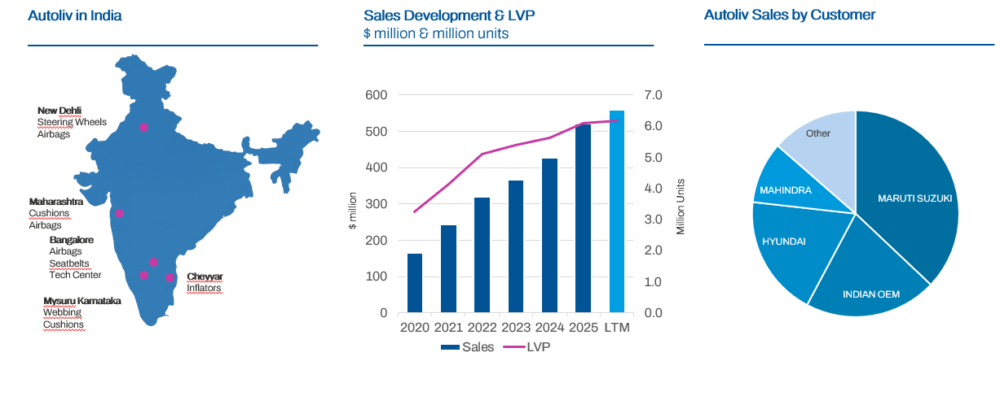 Autoliv in India
New Dehli
Steering Wheels
Airbags
Maharashtra
Cushions
Airbags
Bangalore
Airbags
Seatbelts
Tech Center
Cheyyar
Inflators
Mysuru Karnataka
Webbing
Cushions
Sales Development & LVP
$ million & million units
600
500
400
300
200
100
0
$ million
7.0
6.0
5.0
4.0
3.0
2.0
1.0
0.0
Million Units
2020 2021 2022 2023 2024 2025 LTM
Sales LVP
Autoliv Sales by Customer
Other
MARUTI SUZUKI
MAHINDRA
HYUNDAI
INDIAN OEM